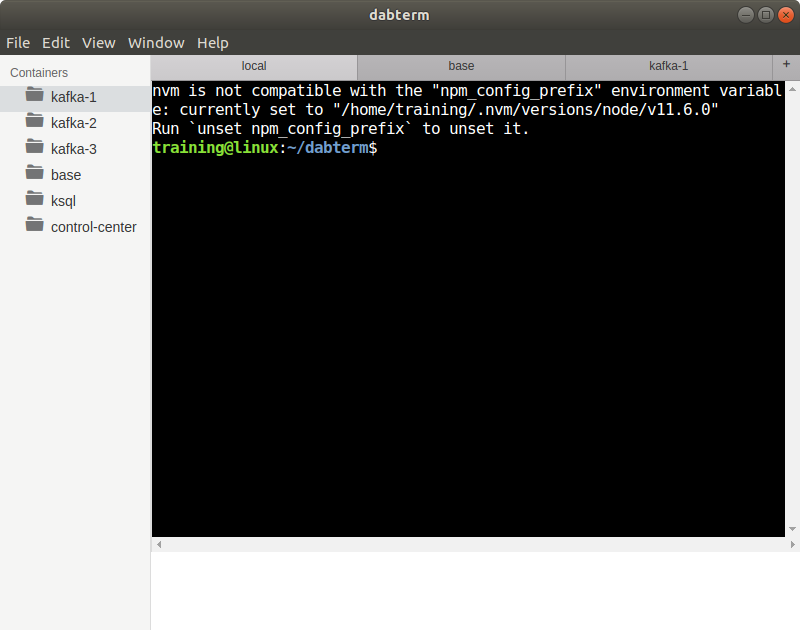 dabterm
File Edit View Window Help
Containers
kafka-1
kafka-2
kafka-3
base
ksql
control-center
local base kafka-1 +
nvm is not compatible with the "npm_config_prefix" environment variabl
e: currently set to "/home/training/.nvm/versions/node/v11.6.0"
Run `unset npm_config_prefix` to unset it.
training@linux:~/dabterm$